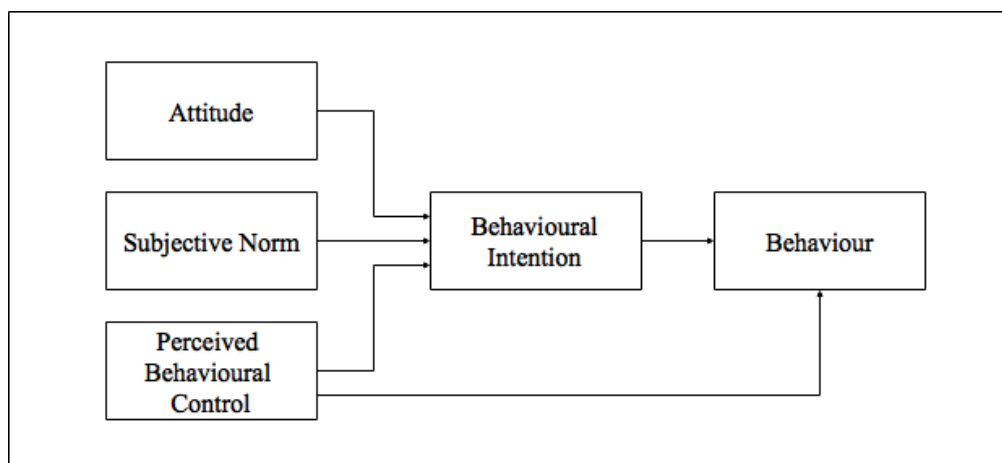 Attitude
Subjective Norm
Perceived
Behavioural
Control
Behavioural
Intention
Behaviour